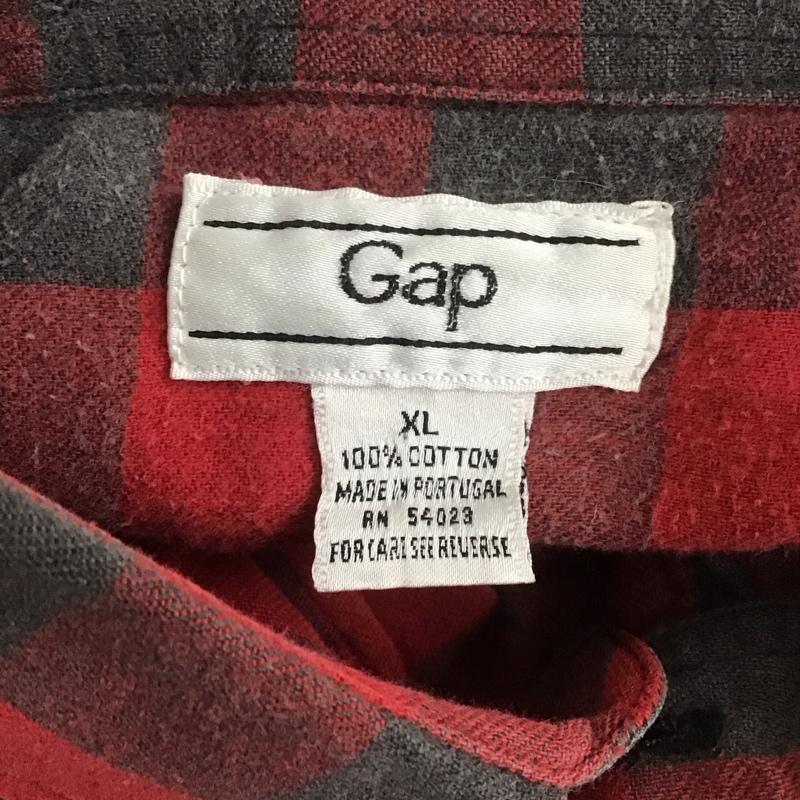 Gap
XL
100% COTTON
MADE IN PORTUGAL
RN 54023
FOR CARE SEE REVERSE